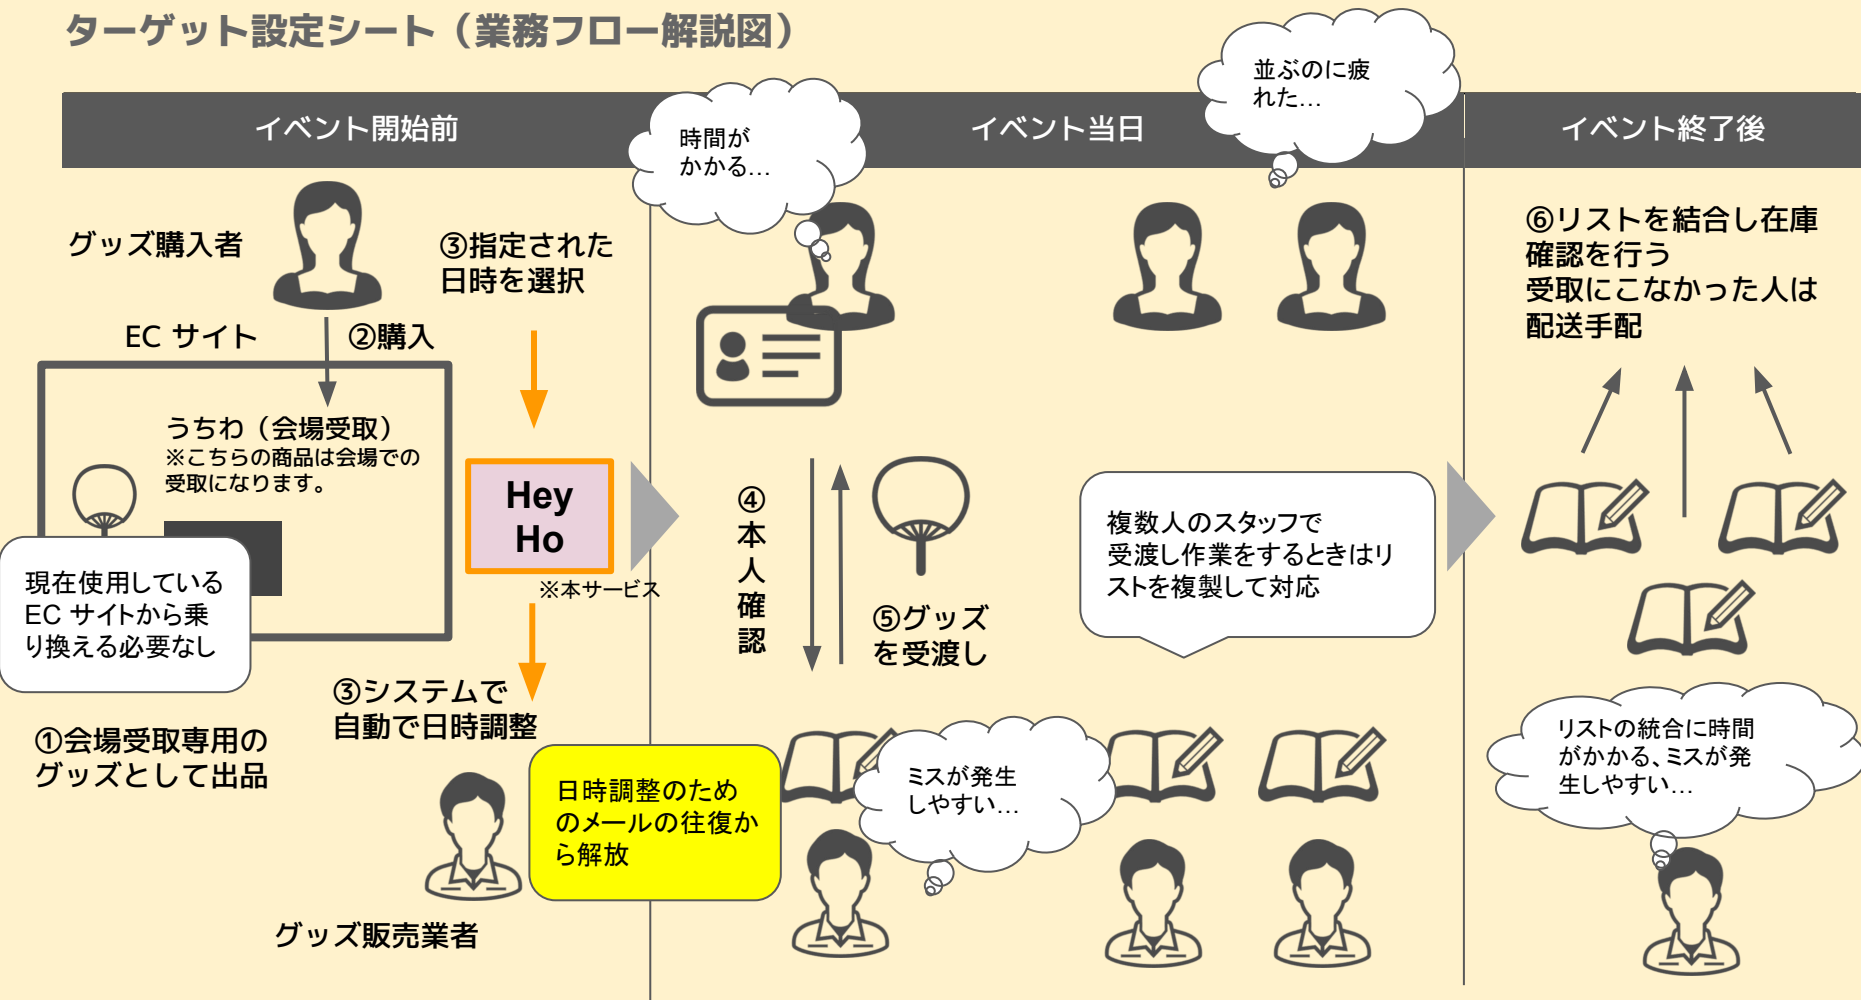 ターゲット設定シート（業務フロー解説図）
イベント開始前
イベント当日
イベント終了後
時間が
かかる…
並ぶのに疲
れた…
グッズ購入者
③指定された
日時を選択
EC サイト
②購入
うちわ（会場受取）
※こちらの商品は会場での
受取になります。
現在使用している
EC サイトから乗
り換える必要なし
Hey
Ho
※本サービス
①会場受取専用の
グッズとして出品
③システムで
自動で日時調整
日時調整のため
のメールの往復か
ら解放
グッズ販売業者
④
本
人
確
認
⑤グッズ
を受渡し
ミスが発生
しやすい…
複数人のスタッフで
受渡し作業をするときはリ
ストを複製して対応
⑥リストを結合し在庫
確認を行う
受取にこなかった人は
配送手配
リストの統合に時間
がかかる、ミスが発
生しやすい…